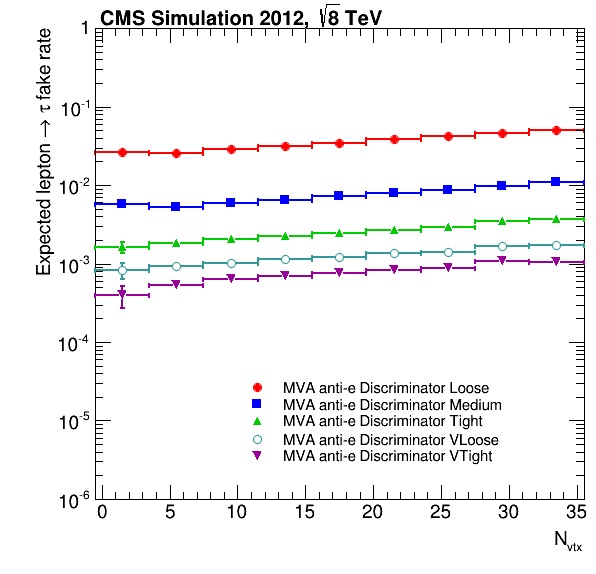 CMS Simulation 2012, √8 TeV
Expected lepton → τ fake rate
1
10⁻¹
10⁻²
10⁻³
10⁻⁴
10⁻⁵
10⁻⁶
MVA anti-e Discriminator Loose
MVA anti-e Discriminator Medium
MVA anti-e Discriminator Tight
MVA anti-e Discriminator VLoose
MVA anti-e Discriminator VTight
0 5 10 15 20 25 30 35
N_vtx